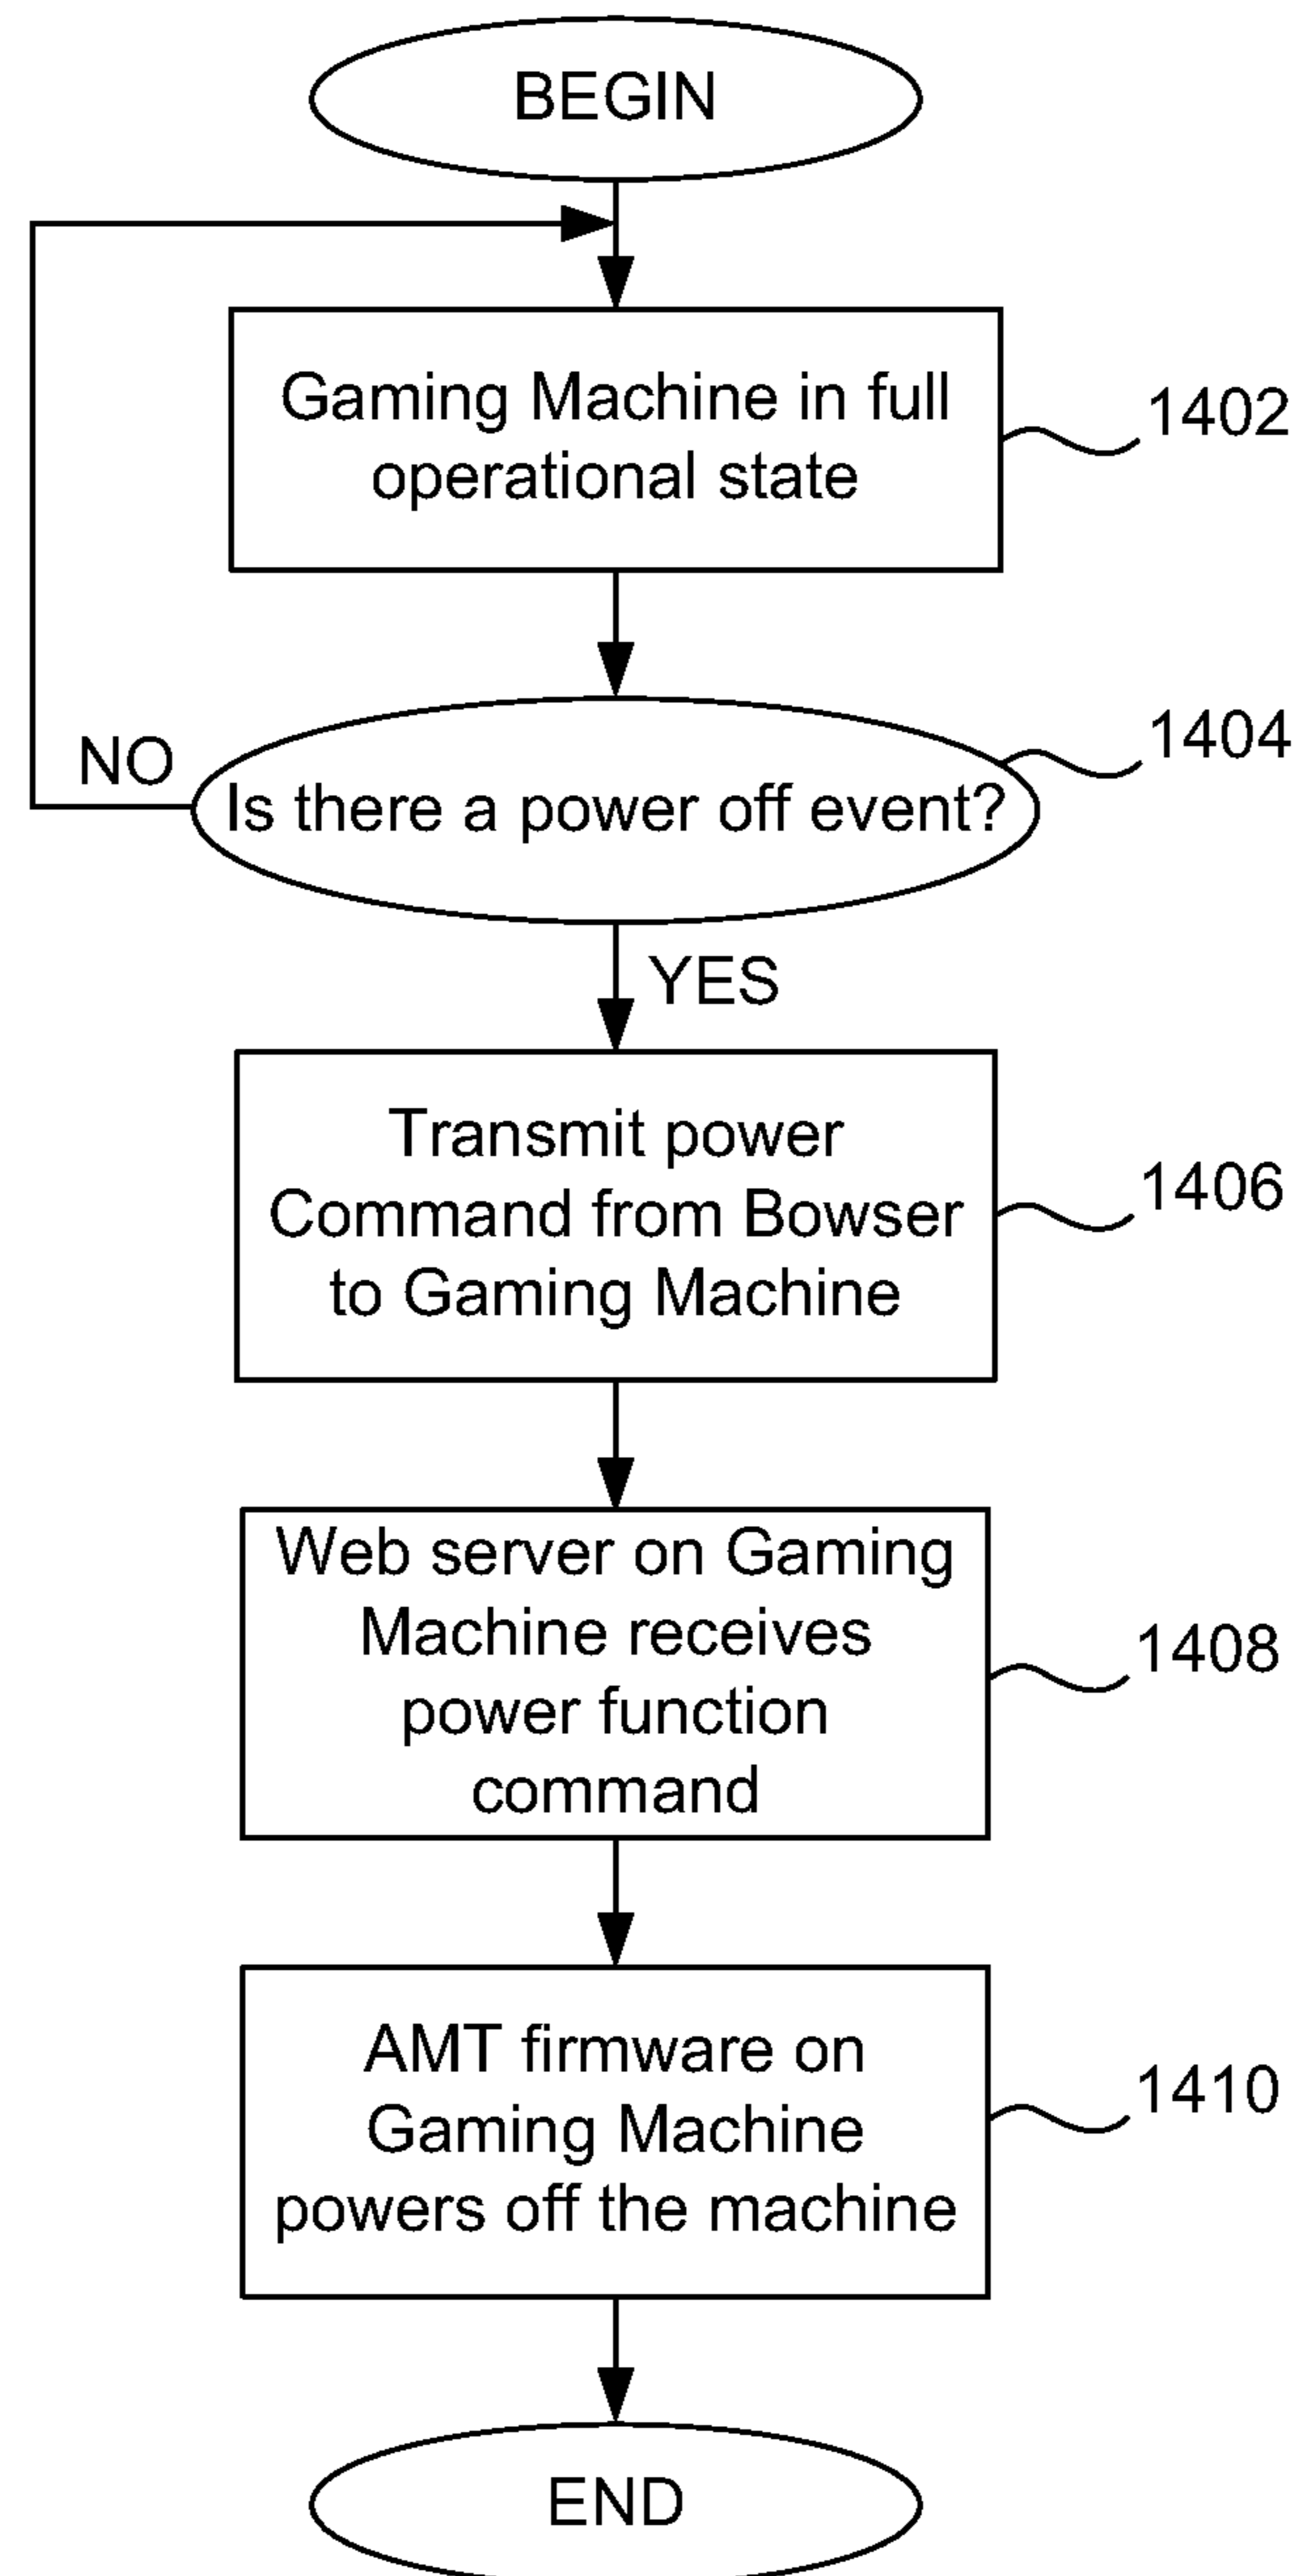 BEGIN
Gaming Machine in full
operational state
1402
NO
Is there a power off event?
1404
YES
Transmit power
Command from Bowser
to Gaming Machine
1406
Web server on Gaming
Machine receives
power function
command
1408
AMT firmware on
Gaming Machine
powers off the machine
1410
END